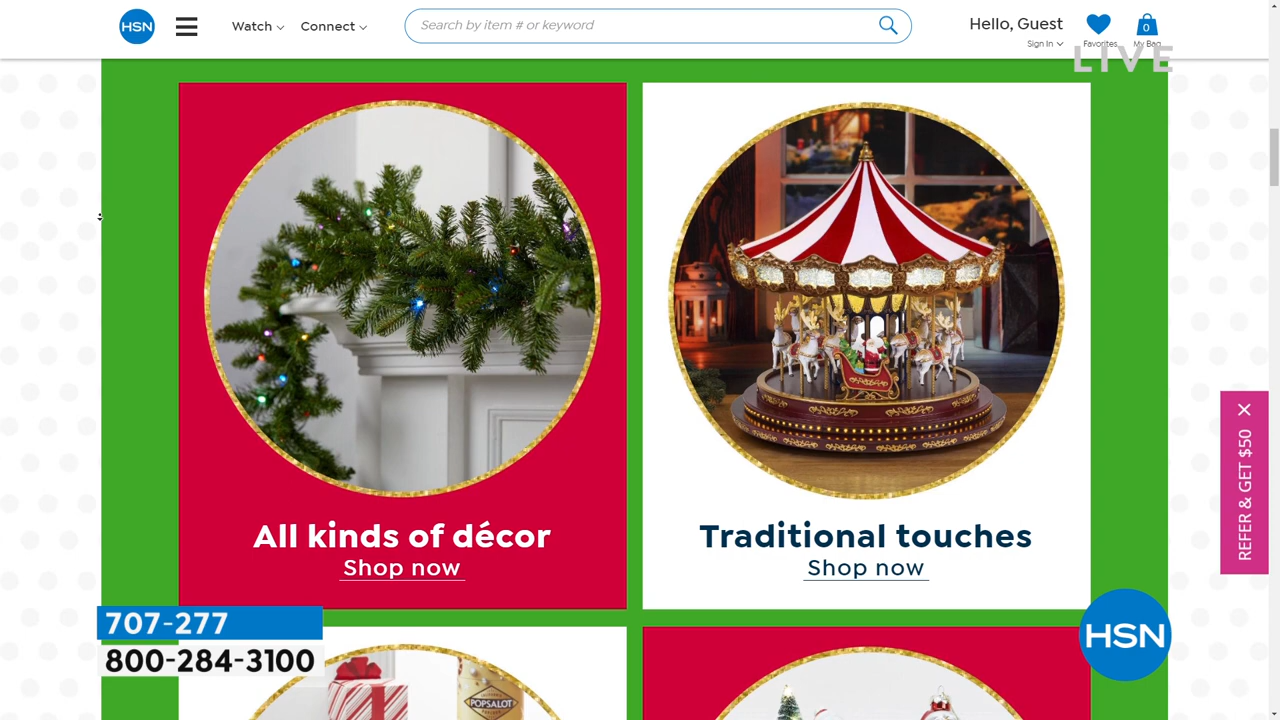 HSN
Watch
Connect
Search by item # or keyword
Hello, Guest
Sign In
Favorites
0
My Bag
LIVE
REFER & GET $50
All kinds of décor
Shop now
Traditional touches
Shop now
707-277
800-284-3100
HSN
POPSALOT